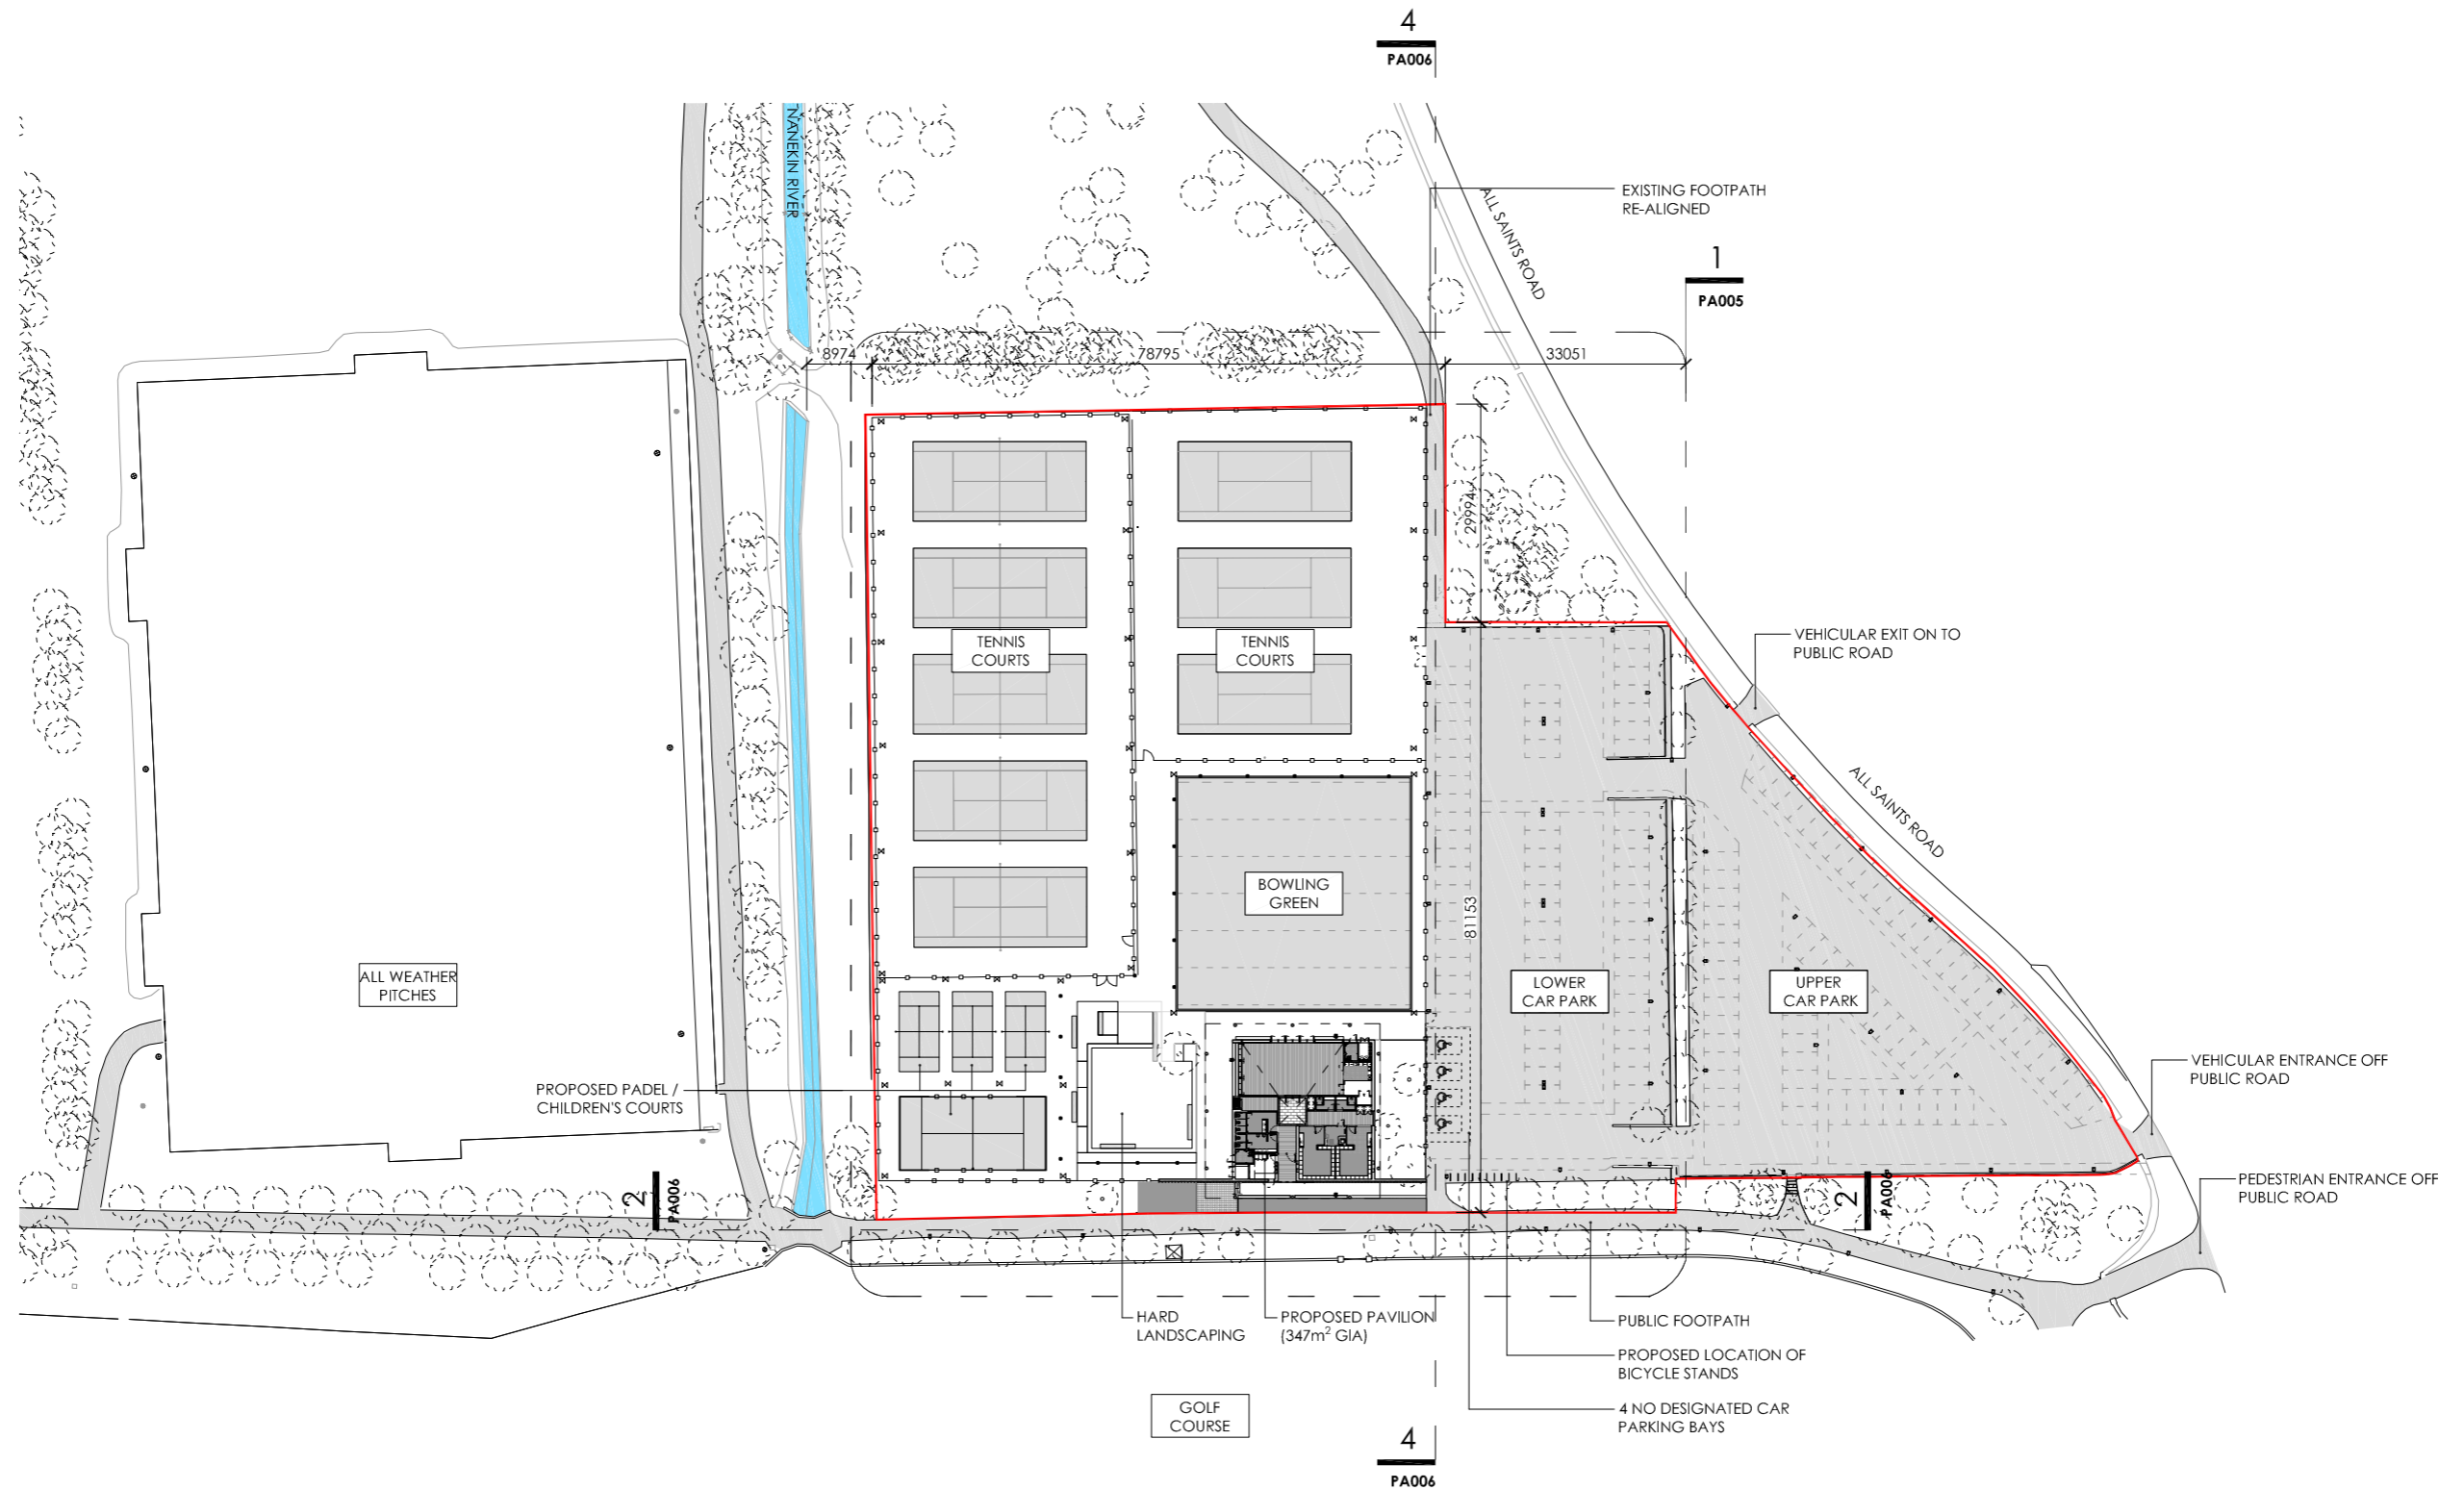 4
PA006
NANEKIN RIVER
EXISTING FOOTPATH
RE-ALIGNED
ALL SAINTS ROAD
1
PA005
8974
78795
33051
29994
TENNIS
COURTS
TENNIS
COURTS
VEHICULAR EXIT ON TO
PUBLIC ROAD
ALL SAINTS ROAD
BOWLING
GREEN
81153
ALL WEATHER
PITCHES
LOWER
CAR PARK
UPPER
CAR PARK
PROPOSED PADEL /
CHILDREN'S COURTS
VEHICULAR ENTRANCE OFF
PUBLIC ROAD
2
PA006
2
PA006
PEDESTRIAN ENTRANCE OFF
PUBLIC ROAD
HARD
LANDSCAPING
PROPOSED PAVILION
(347m² GIA)
PUBLIC FOOTPATH
PROPOSED LOCATION OF
BICYCLE STANDS
4 NO DESIGNATED CAR
PARKING BAYS
GOLF
COURSE
4
PA006